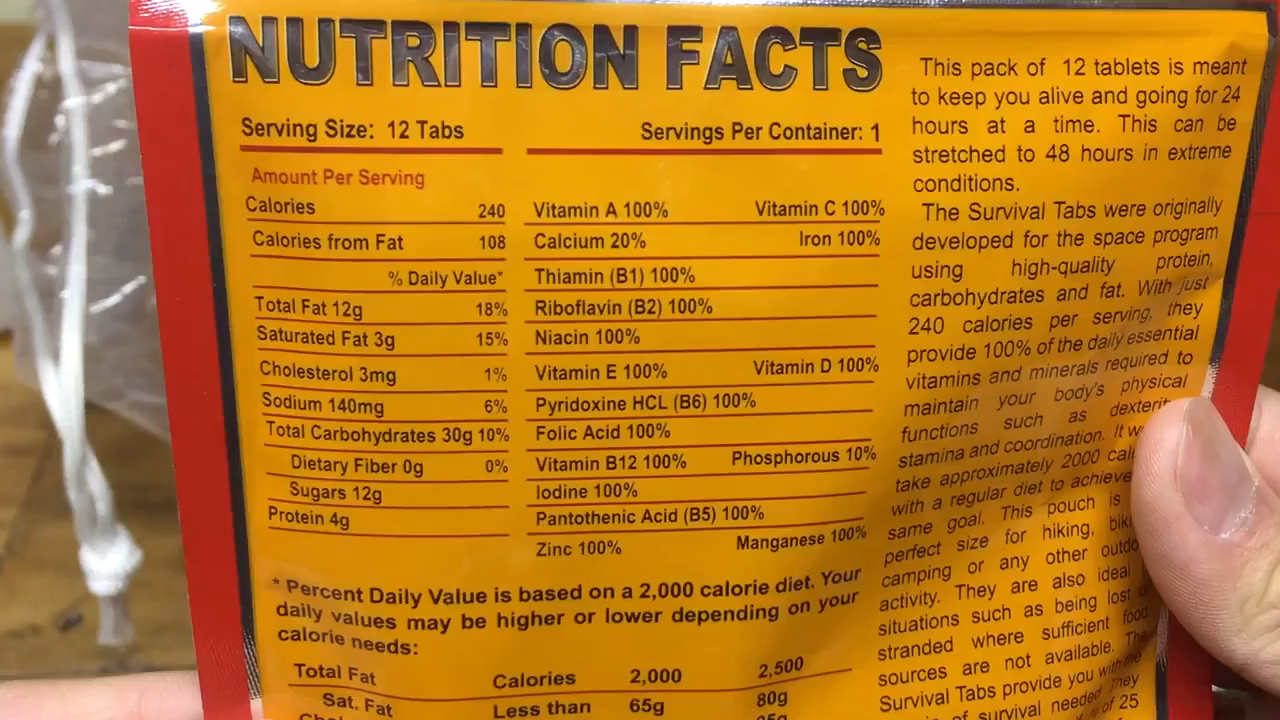 NUTRITION FACTS
Serving Size: 12 Tabs
Servings Per Container: 1
Amount Per Serving
Calories 240
Calories from Fat 108
% Daily Value*
Total Fat 12g 18%
Saturated Fat 3g 15%
Cholesterol 3mg 1%
Sodium 140mg 6%
Total Carbohydrates 30g 10%
Dietary Fiber 0g 0%
Sugars 12g
Protein 4g
Vitamin A 100% Vitamin C 100%
Calcium 20% Iron 100%
Thiamin (B1) 100%
Riboflavin (B2) 100%
Niacin 100%
Vitamin E 100% Vitamin D 100%
Pyridoxine HCL (B6) 100%
Folic Acid 100%
Vitamin B12 100% Phosphorous 10%
Iodine 100%
Pantothenic Acid (B5) 100%
Zinc 100% Manganese 100%
* Percent Daily Value is based on a 2,000 calorie diet. Your
daily values may be higher or lower depending on your
calorie needs:
Calories 2,000 2,500
Total Fat Less than 65g 80g
Sat. Fat
This pack of 12 tablets is meant
to keep you alive and going for 24
hours at a time. This can be
stretched to 48 hours in extreme
conditions.
The Survival Tabs were originally
developed for the space program
using high-quality protein,
carbohydrates and fat. With just
240 calories per serving, they
provide 100% of the daily essential
vitamins and minerals required to
maintain your body's physical
functions such as
stamina and coordination. It
take approximately 2000
with a regular diet to achieve
same goal. This pouch is
perfect size for hiking,
camping or any other
activity. They are also ideal
situations such as being lost
stranded where sufficient food
sources are not available. The
Survival Tabs provide you with the
of survival needed They
of 25